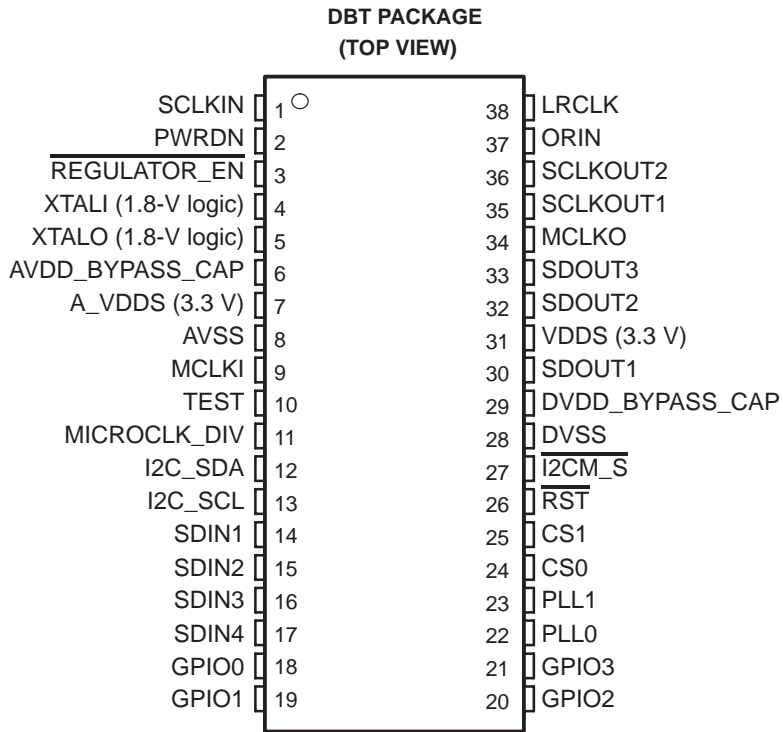 DBT PACKAGE
(TOP VIEW)
SCLKIN 1 38 LRCLK
PWRDN 2 37 ORIN
REGULATOR_EN 3 36 SCLKOUT2
XTALI (1.8-V logic) 4 35 SCLKOUT1
XTALO (1.8-V logic) 5 34 MCLKO
AVDD_BYPASS_CAP 6 33 SDOUT3
A_VDDS (3.3 V) 7 32 SDOUT2
AVSS 8 31 VDDS (3.3 V)
MCLKI 9 30 SDOUT1
TEST 10 29 DVDD_BYPASS_CAP
MICROCLK_DIV 11 28 DVSS
I2C_SDA 12 27 I2CM_S
I2C_SCL 13 26 RST
SDIN1 14 25 CS1
SDIN2 15 24 CS0
SDIN3 16 23 PLL1
SDIN4 17 22 PLL0
GPIO0 18 21 GPIO3
GPIO1 19 20 GPIO2